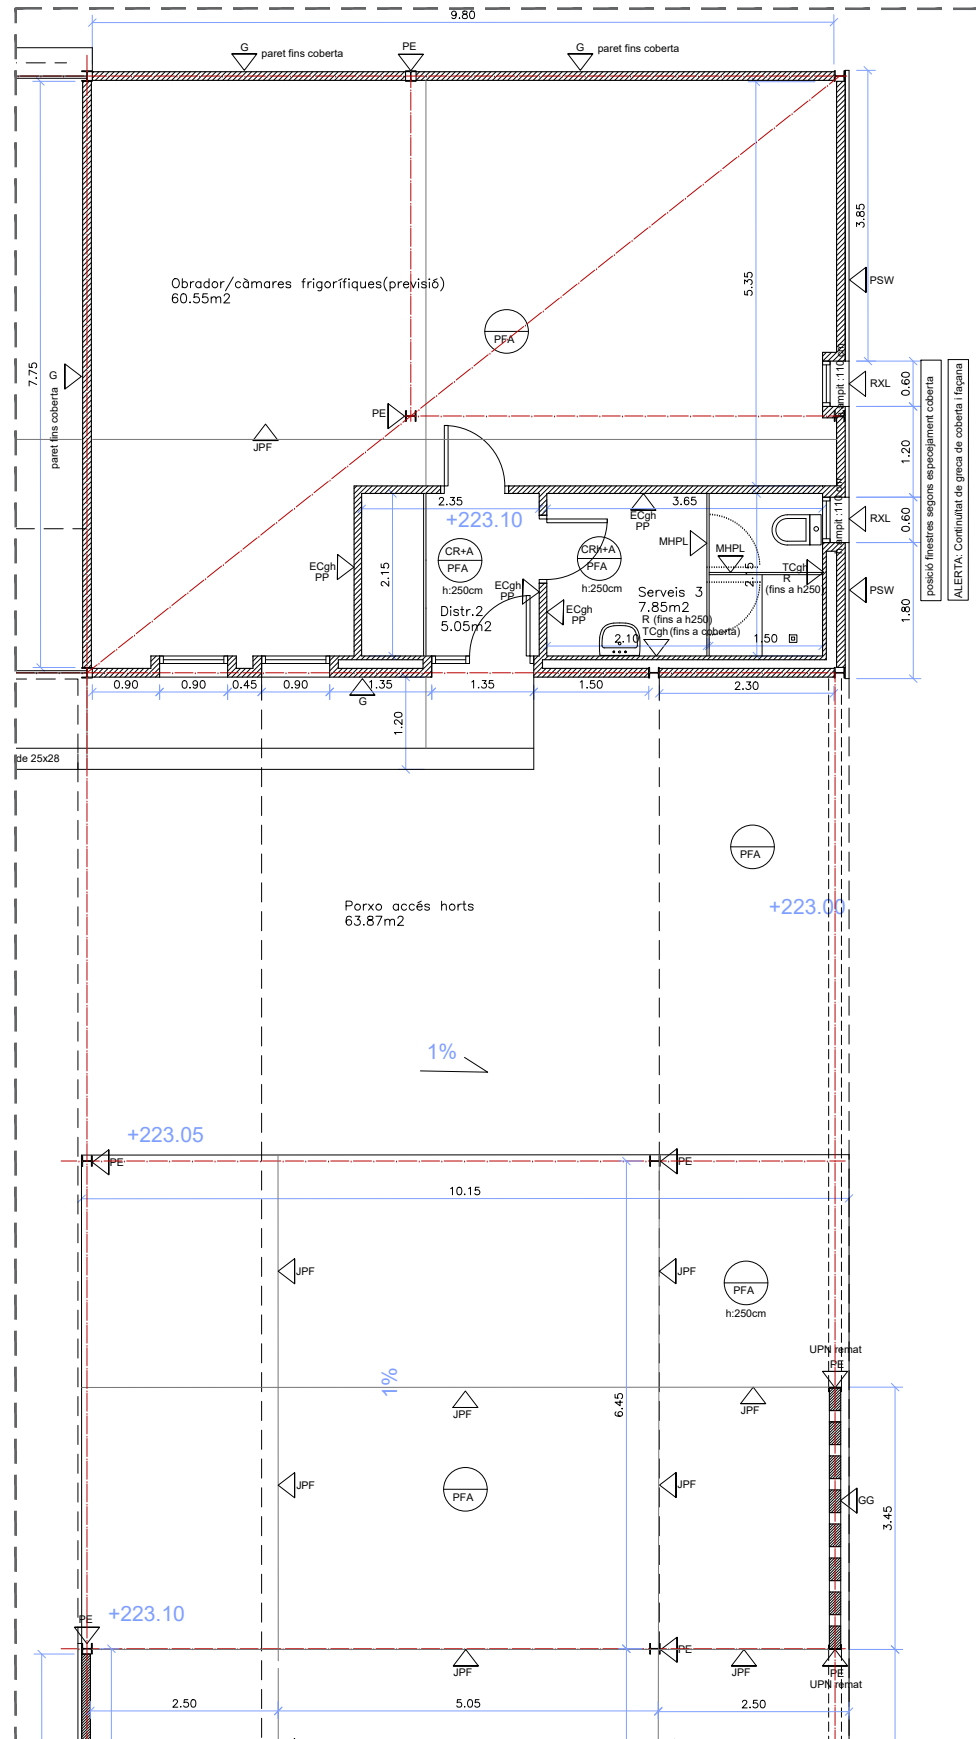 9.80
G
paret fins coberta
PE
G
paret fins coberta
3.85
5.35
PSW
Obrador/càmares frigorífiques(previsió)
60.55m2
PFA
7.75
G
paret fins coberta
RXL
0.60
PE
JPF
1.20
posició finestres segons especejament coberta
ALERTA: Continuïtat de greca de coberta i façana
2.35
3.65
+223.10
ECgh
PP
RXL
0.60
MHPL
MHPL
CR+A
PFA
h:250cm
CRh+A
PFA
h:250cm
ECgh
PP
2.15
2.15
TCgh
R
(fins a h250)
ECgh
PP
PSW
Serveis 3
7.85m2
R (fins a h250)
TCgh(fins a coberta)
Distr.2
5.05m2
ECgh
PP
1.80
2.10
1.50
0.90
0.90
0.45
0.90
1.35
1.35
1.50
2.30
G
1.20
de 25x28
PFA
Porxo accés horts
63.87m2
+223.00
1%
+223.05
PE
PE
10.15
JPF
JPF
PFA
h:250cm
UPN remat
PE
1%
JPF
JPF
6.45
JPF
JPF
PFA
GG
3.45
+223.10
PE
PE
JPF
JPF
PE
UPN remat
2.50
5.05
2.50